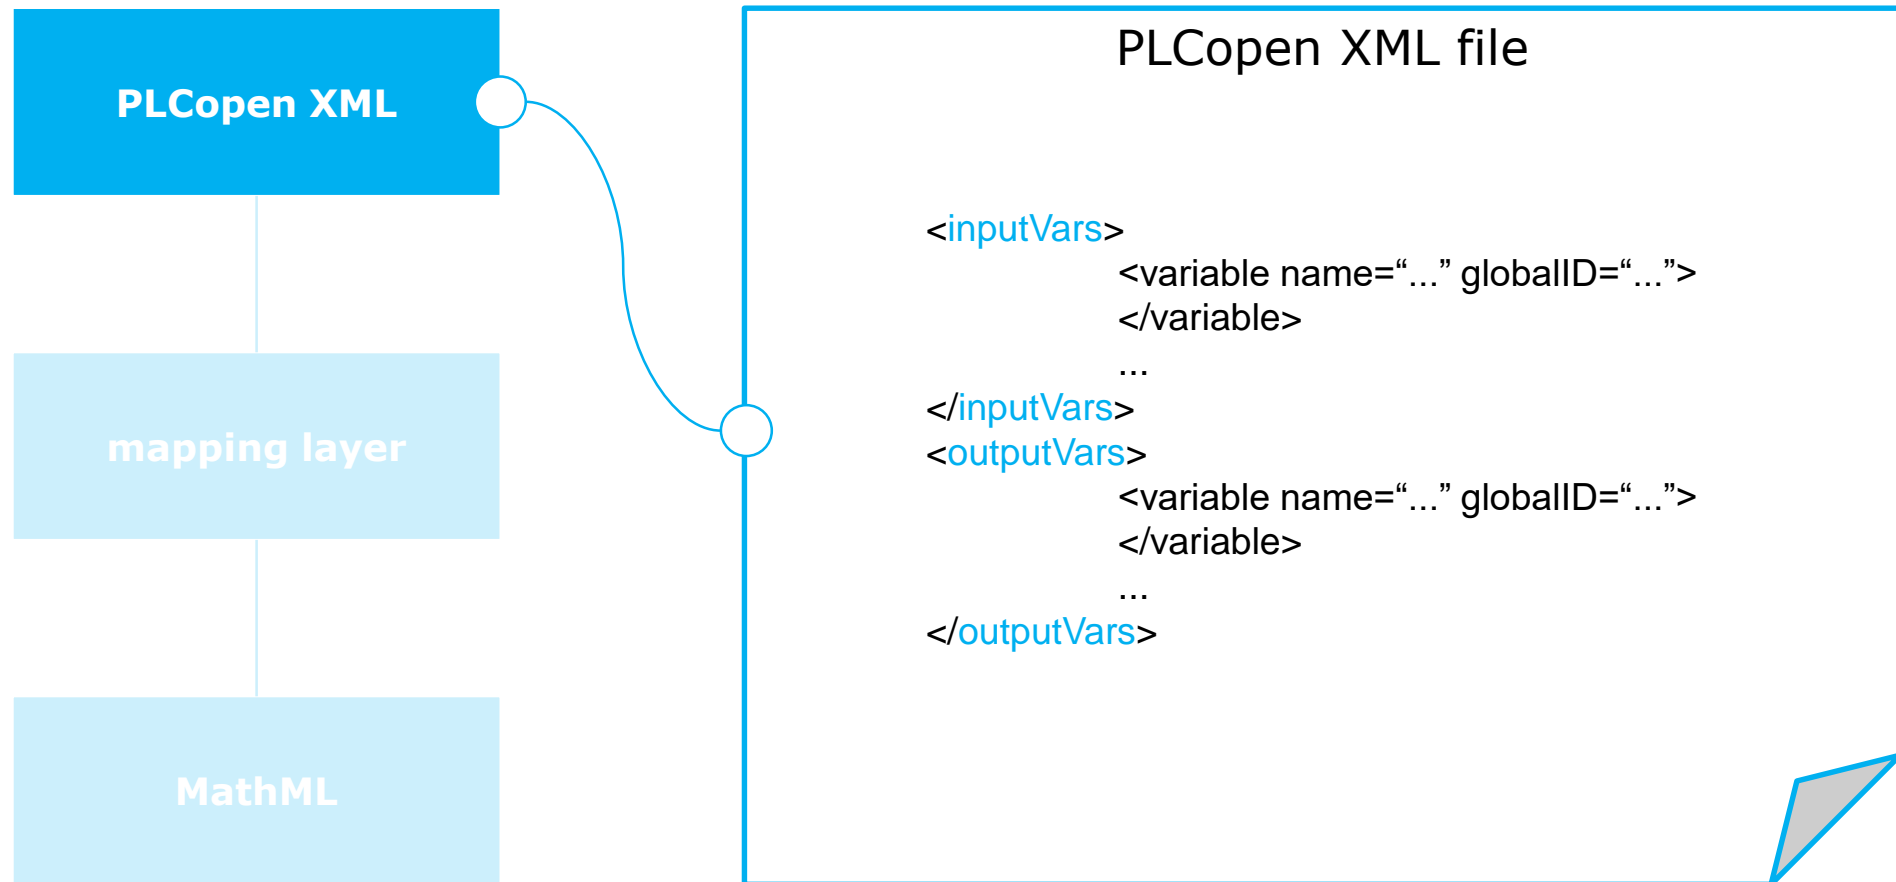 PLCopen XML
mapping layer
MathML
PLCopen XML file
<inputVars>
<variable name=“...” globalID=“...”>
</variable>
...
</inputVars>
<outputVars>
<variable name=“...” globalID=“...”>
</variable>
...
</outputVars>